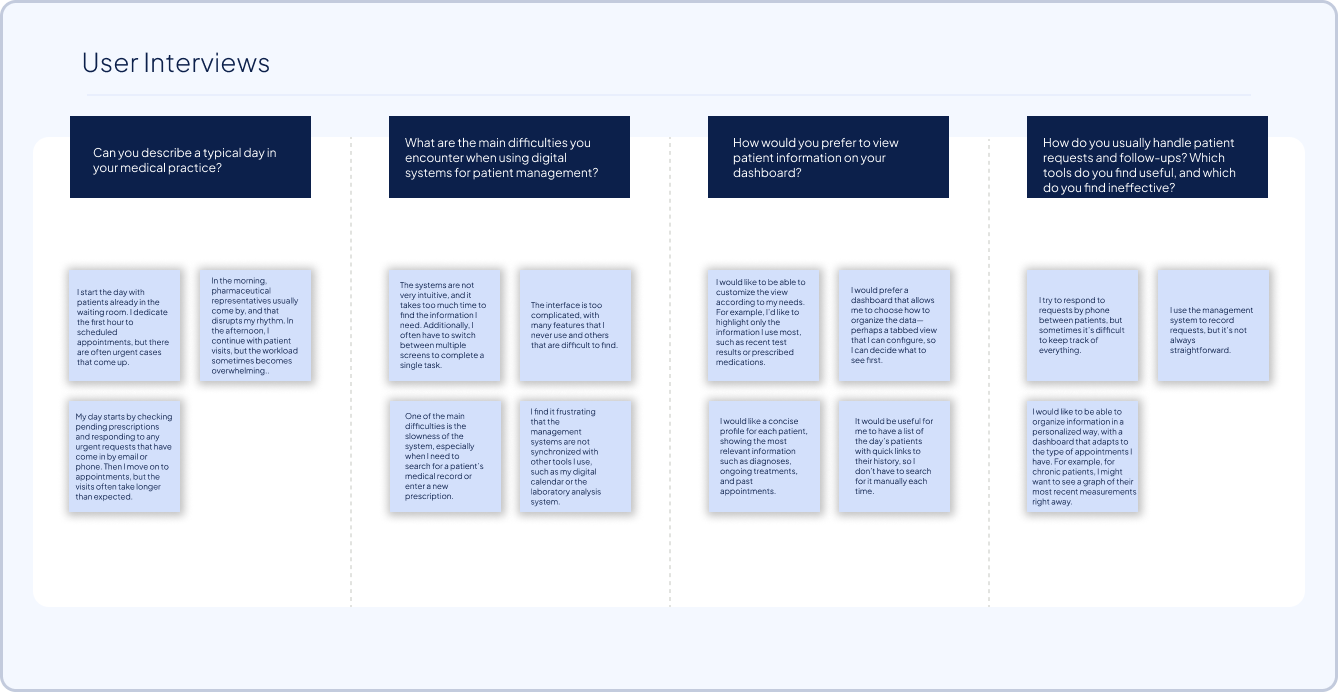 User Interviews
Can you describe a typical day in
your medical practice?
I start the day with
patients already in the
waiting room. I dedicate
the first hour to
scheduled
appointments, but there
are often urgent cases
that come up.
In the morning,
pharmaceutical
representatives usually
come by, and that
disrupts my rhythm. In
the afternoon, I
continue with patient
visits, but the workload
sometimes becomes
overwhelming..
My day starts by checking
pending prescriptions
and responding to any
urgent requests that have
come in by email or
phone. Then I move on to
appointments, but the
visits often take longer
than expected.
What are the main difficulties you
encounter when using digital
systems for patient management?
The systems are not
very intuitive, and it
takes too much time to
find the information I
need. Additionally, I
often have to switch
between multiple
screens to complete a
single task.
The interface is too
complicated, with
many features that I
never use and others
that are difficult to find.
One of the main
difficulties is the
slowness of the
system, especially
when I need to
search for a patient's
medical record or
enter a new
prescription.
I find it frustrating
that the
management
systems are not
synchronized with
other tools I use,
such as my digital
calendar or the
laboratory analysis
system.
How would you prefer to view
patient information on your
dashboard?
I would like to be able to
customize the view
according to my needs.
For example, I'd like to
highlight only the
information I use most,
such as recent test
results or prescribed
medications.
I would prefer a
dashboard that allows
me to choose how to
organize the data—
perhaps a tabbed view
that I can configure, so
I can decide what to
see first.
I would like a concise
profile for each patient,
showing the most
relevant information
such as diagnoses,
ongoing treatments,
and past
appointments.
It would be useful for
me to have a list of
the day's patients
with quick links to
their history, so I
don't have to search
for it manually each
time.
How do you usually handle patient
requests and follow-ups? Which
tools do you find useful, and which
do you find ineffective?
I try to respond to
requests by phone
between patients, but
sometimes it's difficult
to keep track of
everything.
I use the management
system to record
requests, but it's not
always
straightforward.
I would like to be able to
organize information in a
personalized way, with a
dashboard that adapts to
the type of appointments I
have. For example, for
chronic patients, I might
want to see a graph of their
most recent measurements
right away.